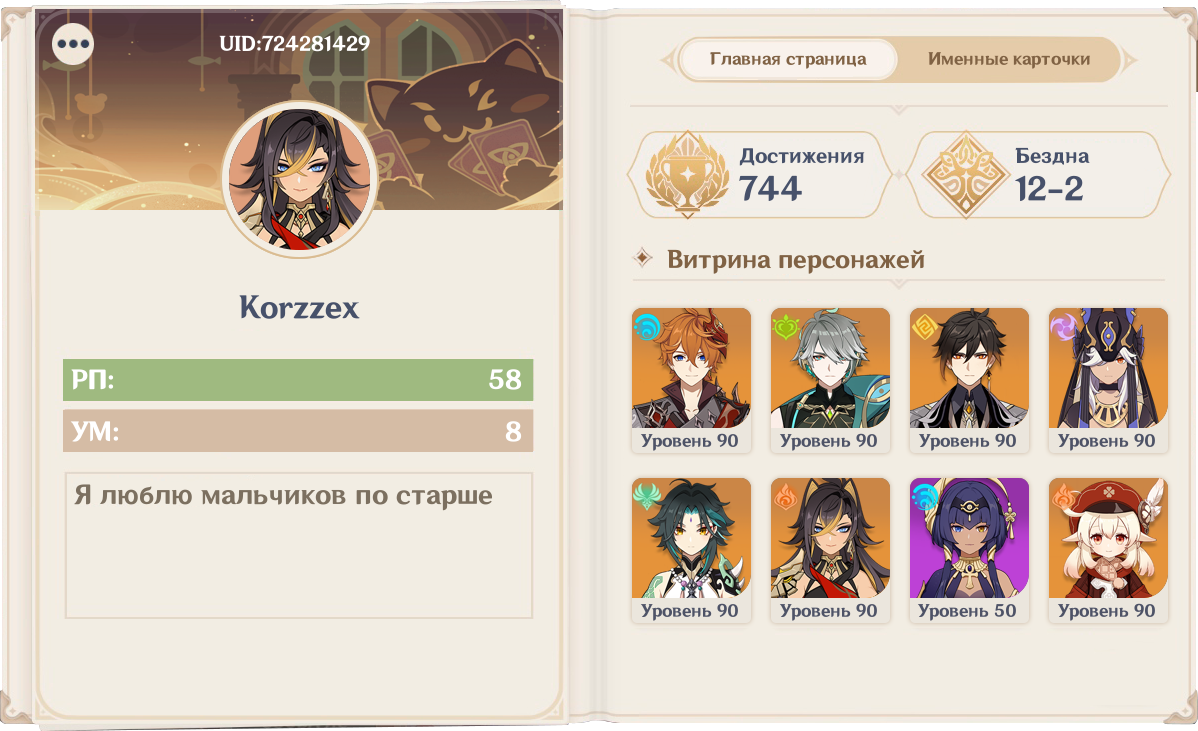 UID:724281429
Korzzex
РП: 58
УМ: 8
Я люблю мальчиков по старше
Главная страница
Именные карточки
Достижения
744
Бездна
12-2
Витрина персонажей
Уровень 90
Уровень 90
Уровень 90
Уровень 90
Уровень 90
Уровень 90
Уровень 50
Уровень 90